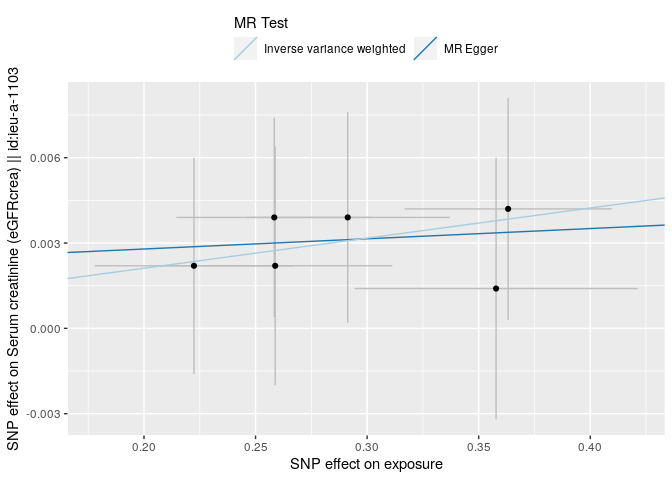 MR Test
Inverse variance weighted
MR Egger
SNP effect on Serum creatinine (eGFRcrea) || id:ieu-a-1103
0.006
0.003
0.000
-0.003
0.20
0.25
0.30
0.35
0.40
SNP effect on exposure